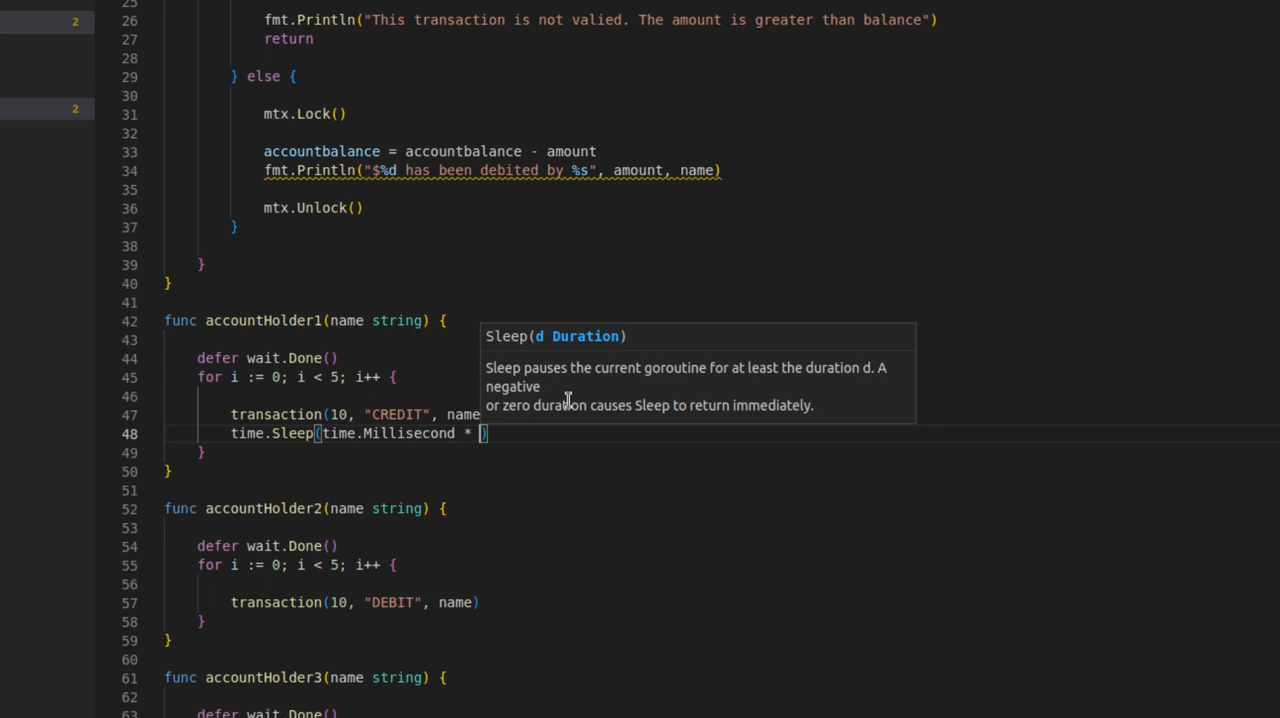 25
2
26 fmt.Println("This transaction is not valied. The amount is greater than balance")
27 return
28
29 } else {
30
2
31 mtx.Lock()
32
33 accountbalance = accountbalance - amount
34 fmt.Println("$%d has been debited by %s", amount, name)
35
36 mtx.Unlock()
37 }
38
39 }
40 }
41
42 func accountHolder1(name string) {
Sleep(d Duration)
43
44 defer wait.Done()
Sleep pauses the current goroutine for at least the duration d. A
45 for i := 0; i < 5; i++ {
negative
46
or zero duration causes Sleep to return immediately.
47 transaction(10, "CREDIT", name
48 time.Sleep(time.Millisecond * )
49 }
50 }
51
52 func accountHolder2(name string) {
53
54 defer wait.Done()
55 for i := 0; i < 5; i++ {
56
57 transaction(10, "DEBIT", name)
58 }
59 }
60
61 func accountHolder3(name string) {
62
63 defer wait.Done()